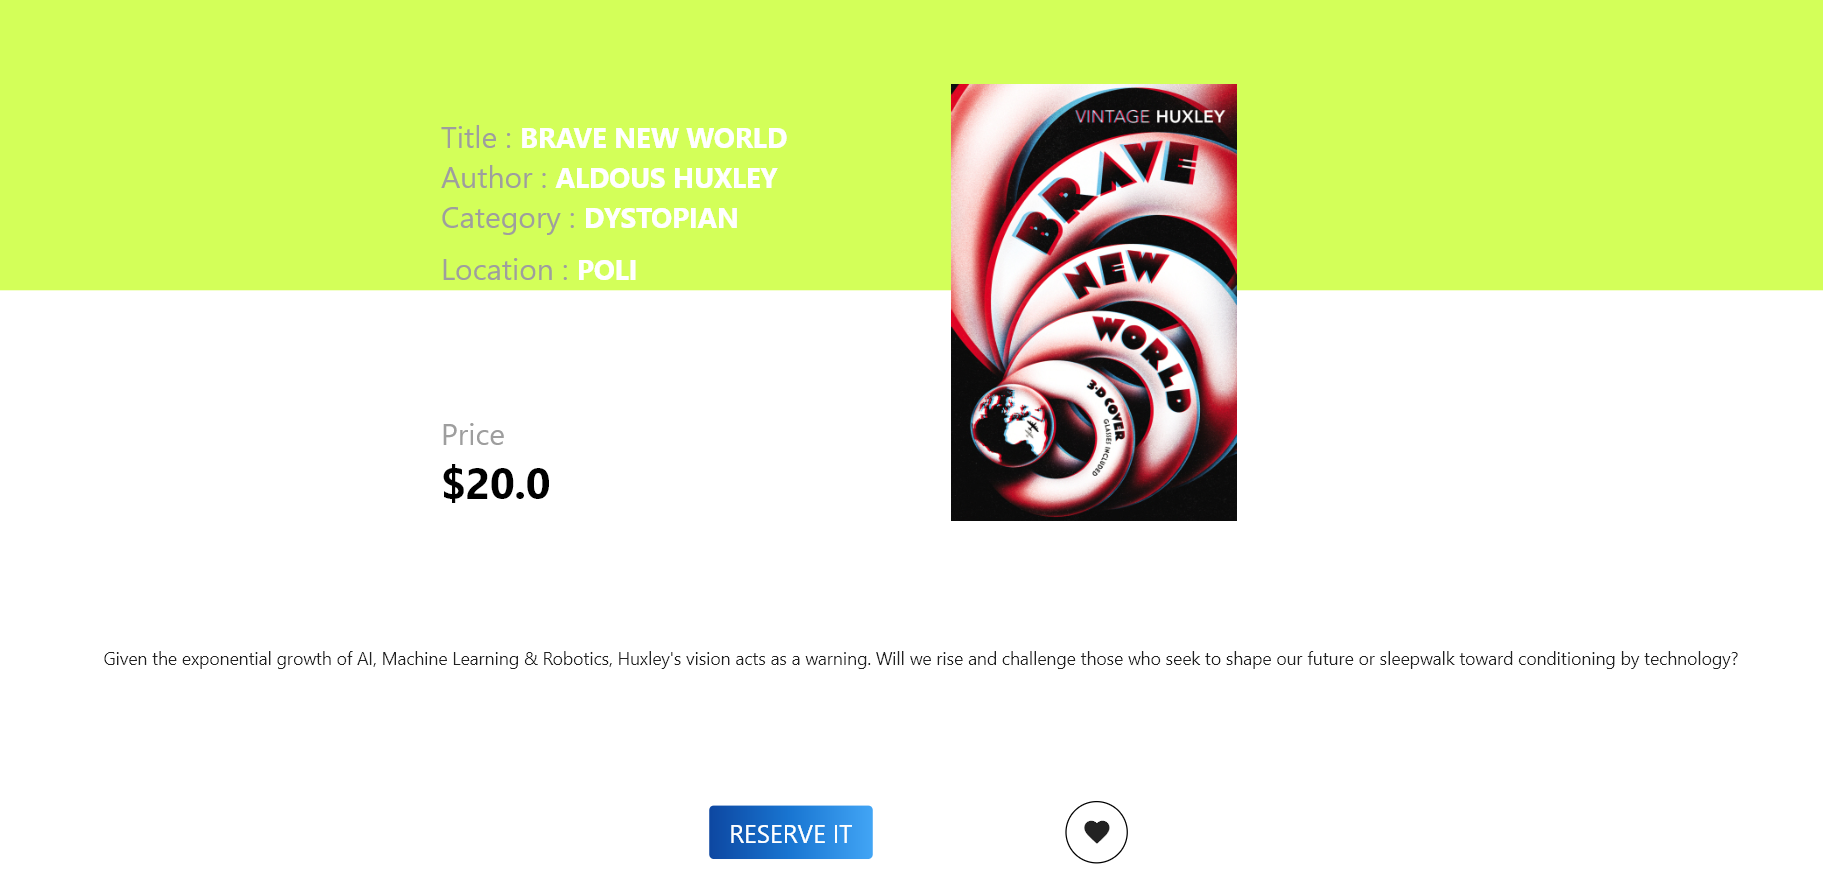 Title : BRAVE NEW WORLD
Author : ALDOUS HUXLEY
Category : DYSTOPIAN
Location : POLI
VINTAGE HUXLEY
BRAVE
NEW
WORLD
3-D COVER
GLASSES INCLUDED
Price
$20.0
Given the exponential growth of AI, Machine Learning & Robotics, Huxley's vision acts as a warning. Will we rise and challenge those who seek to shape our future or sleepwalk toward conditioning by technology?
RESERVE IT